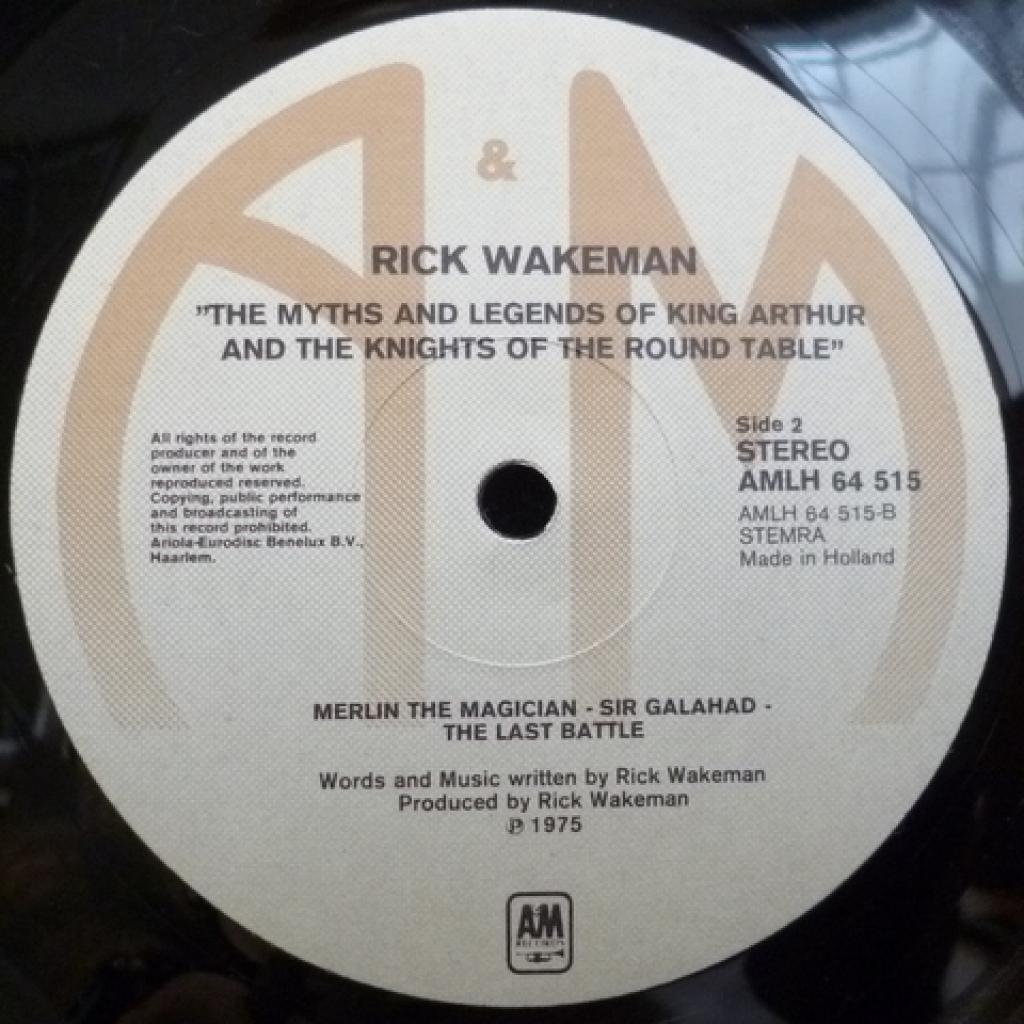 A & M
RICK WAKEMAN
"THE MYTHS AND LEGENDS OF KING ARTHUR
AND THE KNIGHTS OF THE ROUND TABLE"
All rights of the record
producer and of the
owner of the work
reproduced reserved.
Copying, public performance
and broadcasting of
this record prohibited.
Ariola-Eurodisc Benelux B.V.,
Haarlem.
Side 2
STEREO
AMLH 64 515
AMLH 64 515-B
STEMRA
Made in Holland
MERLIN THE MAGICIAN - SIR GALAHAD -
THE LAST BATTLE
Words and Music written by Rick Wakeman
Produced by Rick Wakeman
℗ 1975
A&M
RECORDS